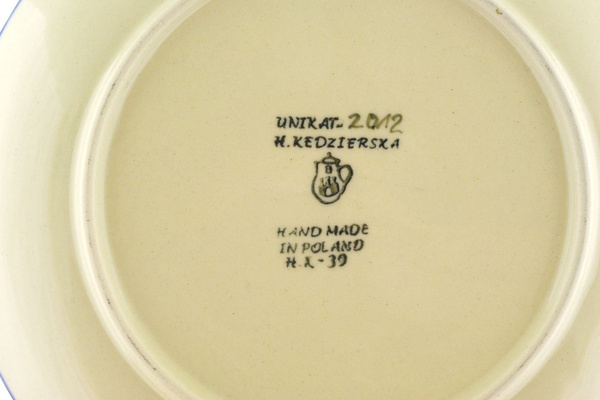 UNIKAT-2012
H.KEDZIERSKA
HAND MADE
IN POLAND
H.K-39